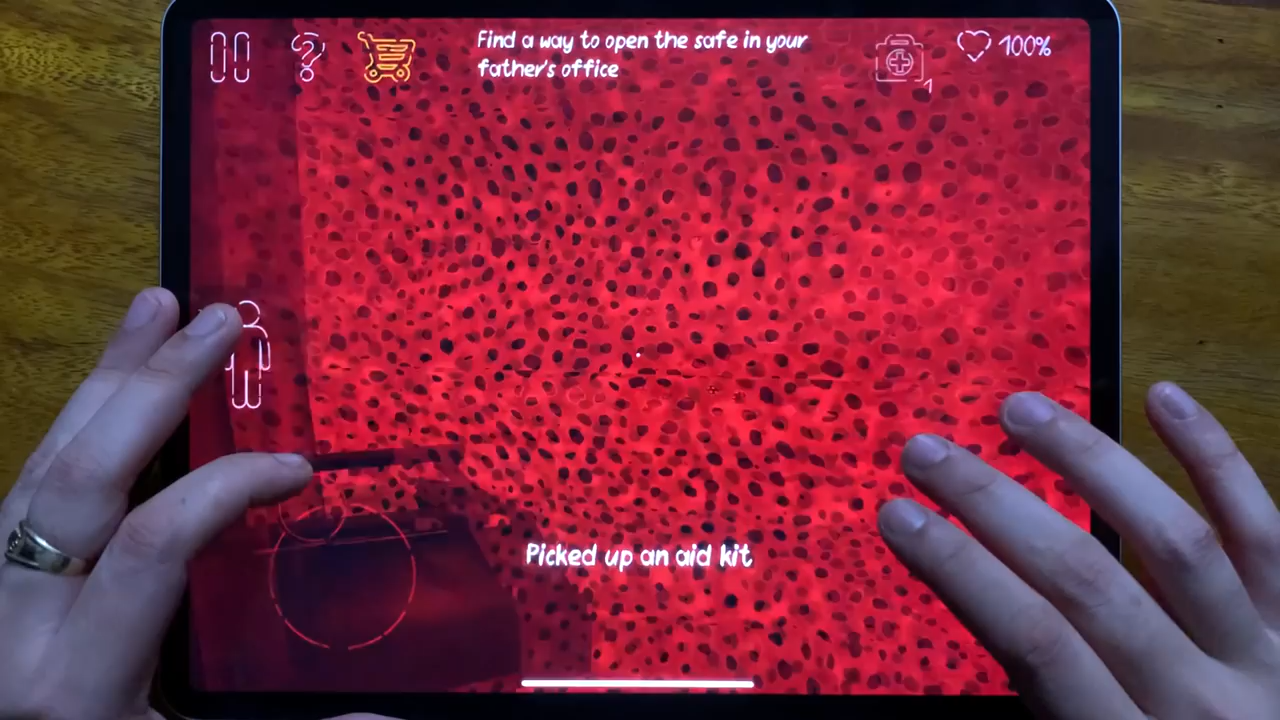 Find a way to open the safe in your
father's office
1
100%
Picked up an aid kit